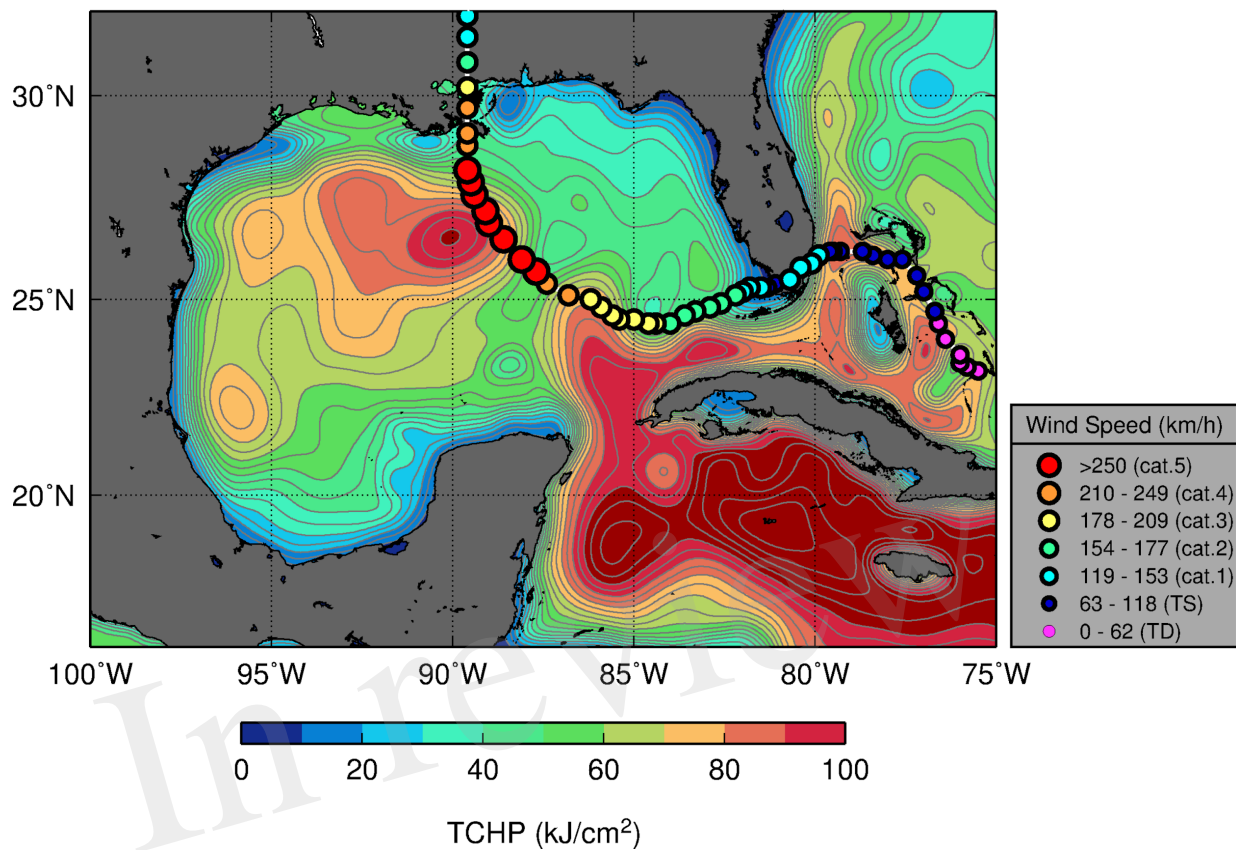 30°N
25°N
20°N
100°W 95°W 90°W 85°W 80°W 75°W
Wind Speed (km/h)
>250 (cat.5)
210 - 249 (cat.4)
178 - 209 (cat.3)
154 - 177 (cat.2)
119 - 153 (cat.1)
63 - 118 (TS)
0 - 62 (TD)
0 20 40 60 80 100
TCHP (kJ/cm²)
In review